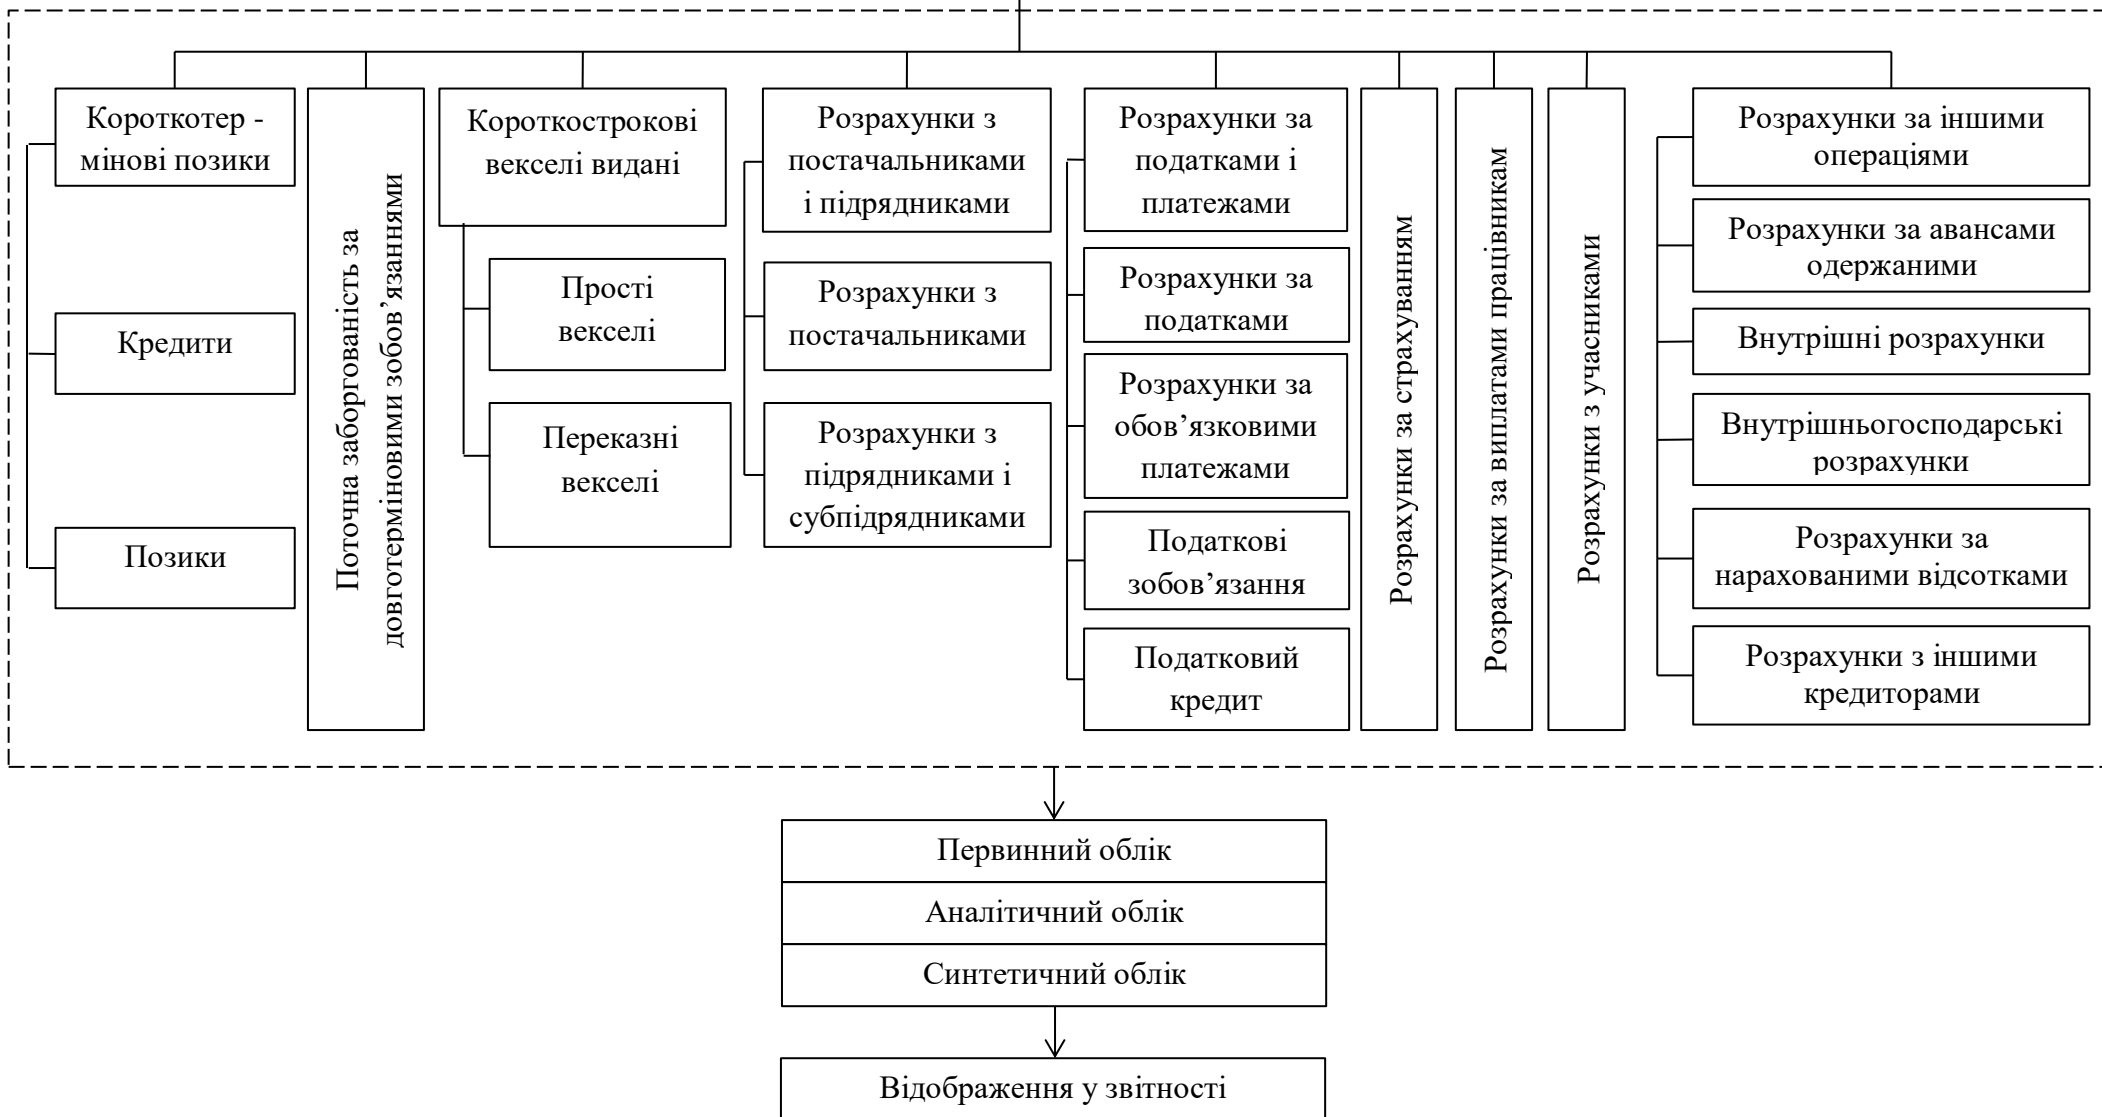 Короткотер -
мінові позики
Кредити
Позики
Поточна заборгованість за
довготерміновими зобов’язаннями
Короткострокові
векселі видані
Прості
векселі
Переказні
векселі
Розрахунки з
постачальниками
і підрядниками
Розрахунки з
постачальниками
Розрахунки з
підрядниками і
субпідрядниками
Розрахунки за
податками і
платежами
Розрахунки за
податками
Розрахунки за
обов’язковими
платежами
Податкові
зобов’язання
Податковий
кредит
Розрахунки за страхуванням
Розрахунки за виплатами працівникам
Розрахунки з учасниками
Розрахунки за іншими
операціями
Розрахунки за авансами
одержаними
Внутрішні розрахунки
Внутрішньогосподарські
розрахунки
Розрахунки за
нарахованими відсотками
Розрахунки з іншими
кредиторами
Первинний облік
Аналітичний облік
Синтетичний облік
Відображення у звітності